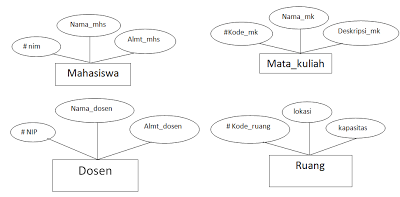 Nama_mhs
# nim
Almt_mhs
Mahasiswa
Nama_mk
#Kode_mk
Deskripsi_mk
Mata_kuliah
Nama_dosen
# NIP
Almt_dosen
Dosen
lokasi
# Kode_ruang
kapasitas
Ruang